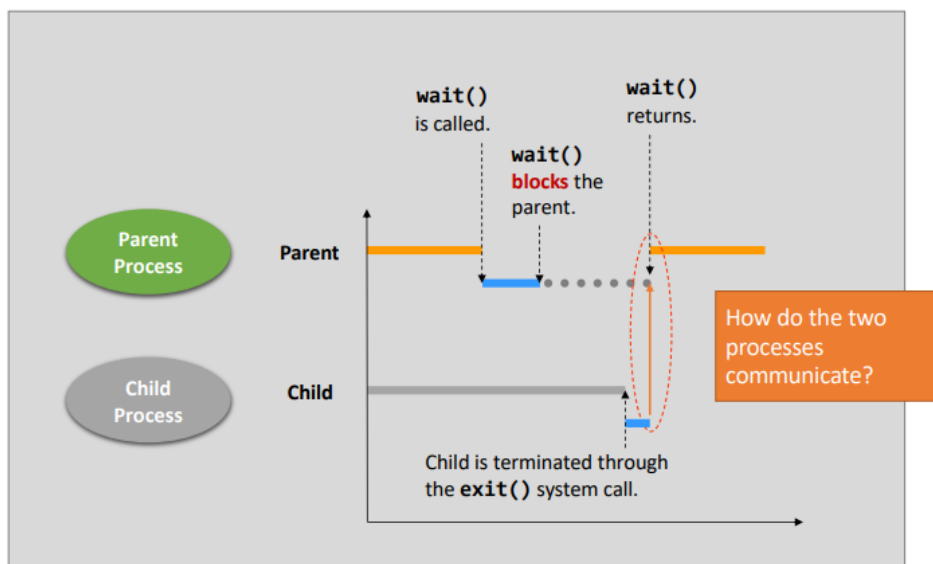 wait()
is called.
wait()
blocks the
parent.
wait()
returns.
Parent
Process
Parent
How do the two
processes
communicate?
Child
Process
Child
Child is terminated through
the exit() system call.